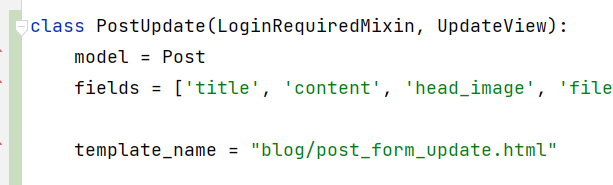 class PostUpdate(LoginRequiredMixin, UpdateView):
    model = Post
    fields = ['title', 'content', 'head_image', 'file
    template_name = "blog/post_form_update.html"